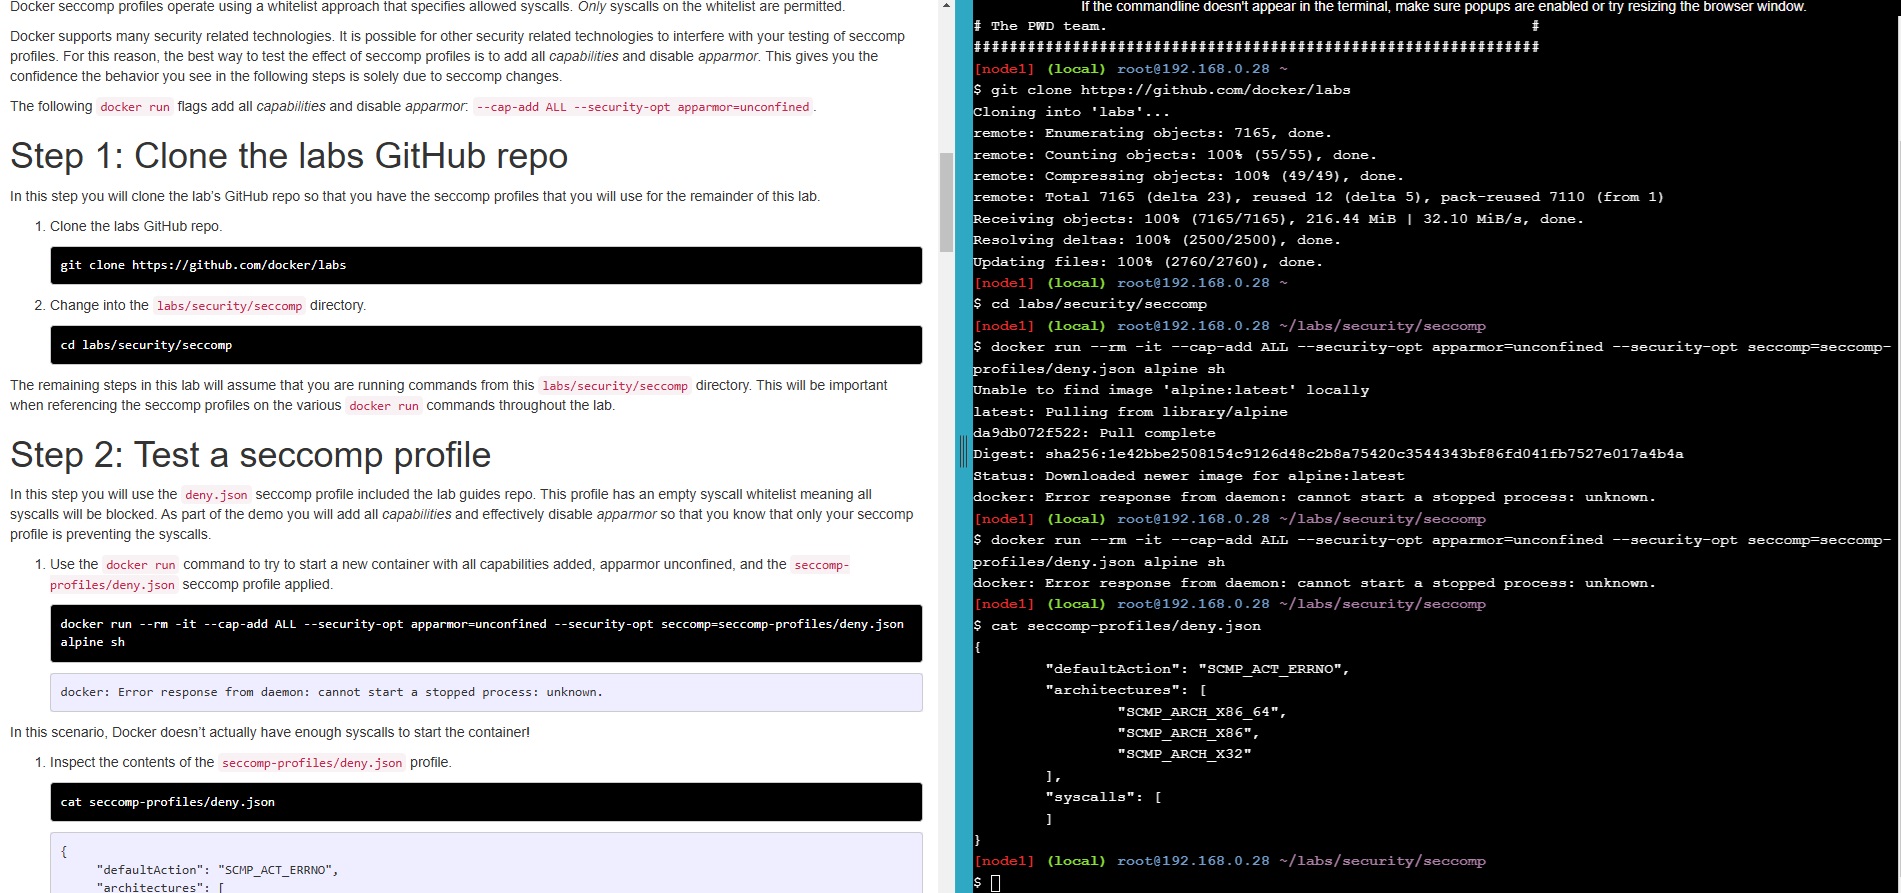 Docker seccomp profiles operate using a whitelist approach that specifies allowed syscalls. Only syscalls on the whitelist are permitted.
Docker supports many security related technologies. It is possible for other security related technologies to interfere with your testing of seccomp
profiles. For this reason, the best way to test the effect of seccomp profiles is to add all capabilities and disable apparmor. This gives you the
confidence the behavior you see in the following steps is solely due to seccomp changes.
The following docker run flags add all capabilities and disable apparmor: --cap-add ALL --security-opt apparmor=unconfined .
Step 1: Clone the labs GitHub repo
In this step you will clone the lab's GitHub repo so that you have the seccomp profiles that you will use for the remainder of this lab.
1. Clone the labs GitHub repo.
git clone https://github.com/docker/labs
2. Change into the labs/security/seccomp directory.
cd labs/security/seccomp
The remaining steps in this lab will assume that you are running commands from this labs/security/seccomp directory. This will be important
when referencing the seccomp profiles on the various docker run commands throughout the lab.
Step 2: Test a seccomp profile
In this step you will use the deny.json seccomp profile included the lab guides repo. This profile has an empty syscall whitelist meaning all
syscalls will be blocked. As part of the demo you will add all capabilities and effectively disable apparmor so that you know that only your seccomp
profile is preventing the syscalls.
1. Use the docker run command to try to start a new container with all capabilities added, apparmor unconfined, and the seccomp-
profiles/deny.json seccomp profile applied.
docker run --rm -it --cap-add ALL --security-opt apparmor=unconfined --security-opt seccomp=seccomp-profiles/deny.json
alpine sh
docker: Error response from daemon: cannot start a stopped process: unknown.
In this scenario, Docker doesn't actually have enough syscalls to start the container!
1. Inspect the contents of the seccomp-profiles/deny.json profile.
cat seccomp-profiles/deny.json
{
"defaultAction": "SCMP_ACT_ERRNO",
"architectures": [
If the commandline doesn't appear in the terminal, make sure popups are enabled or try resizing the browser window.
# The PWD team. #
###############################################################
[node1] (local) root@192.168.0.28 ~
$ git clone https://github.com/docker/labs
Cloning into 'labs'...
remote: Enumerating objects: 7165, done.
remote: Counting objects: 100% (55/55), done.
remote: Compressing objects: 100% (49/49), done.
remote: Total 7165 (delta 23), reused 12 (delta 5), pack-reused 7110 (from 1)
Receiving objects: 100% (7165/7165), 216.44 MiB | 32.10 MiB/s, done.
Resolving deltas: 100% (2500/2500), done.
Updating files: 100% (2760/2760), done.
[node1] (local) root@192.168.0.28 ~
$ cd labs/security/seccomp
[node1] (local) root@192.168.0.28 ~/labs/security/seccomp
$ docker run --rm -it --cap-add ALL --security-opt apparmor=unconfined --security-opt seccomp=seccomp-
profiles/deny.json alpine sh
Unable to find image 'alpine:latest' locally
latest: Pulling from library/alpine
da9db072f522: Pull complete
Digest: sha256:1e42bbe2508154c9126d48c2b8a75420c3544343bf86fd041fb7527e017a4b4a
Status: Downloaded newer image for alpine:latest
docker: Error response from daemon: cannot start a stopped process: unknown.
[node1] (local) root@192.168.0.28 ~/labs/security/seccomp
$ docker run --rm -it --cap-add ALL --security-opt apparmor=unconfined --security-opt seccomp=seccomp-
profiles/deny.json alpine sh
docker: Error response from daemon: cannot start a stopped process: unknown.
[node1] (local) root@192.168.0.28 ~/labs/security/seccomp
$ cat seccomp-profiles/deny.json
{
"defaultAction": "SCMP_ACT_ERRNO",
"architectures": [
"SCMP_ARCH_X86_64",
"SCMP_ARCH_X86",
"SCMP_ARCH_X32"
],
"syscalls": [
]
}
[node1] (local) root@192.168.0.28 ~/labs/security/seccomp
$